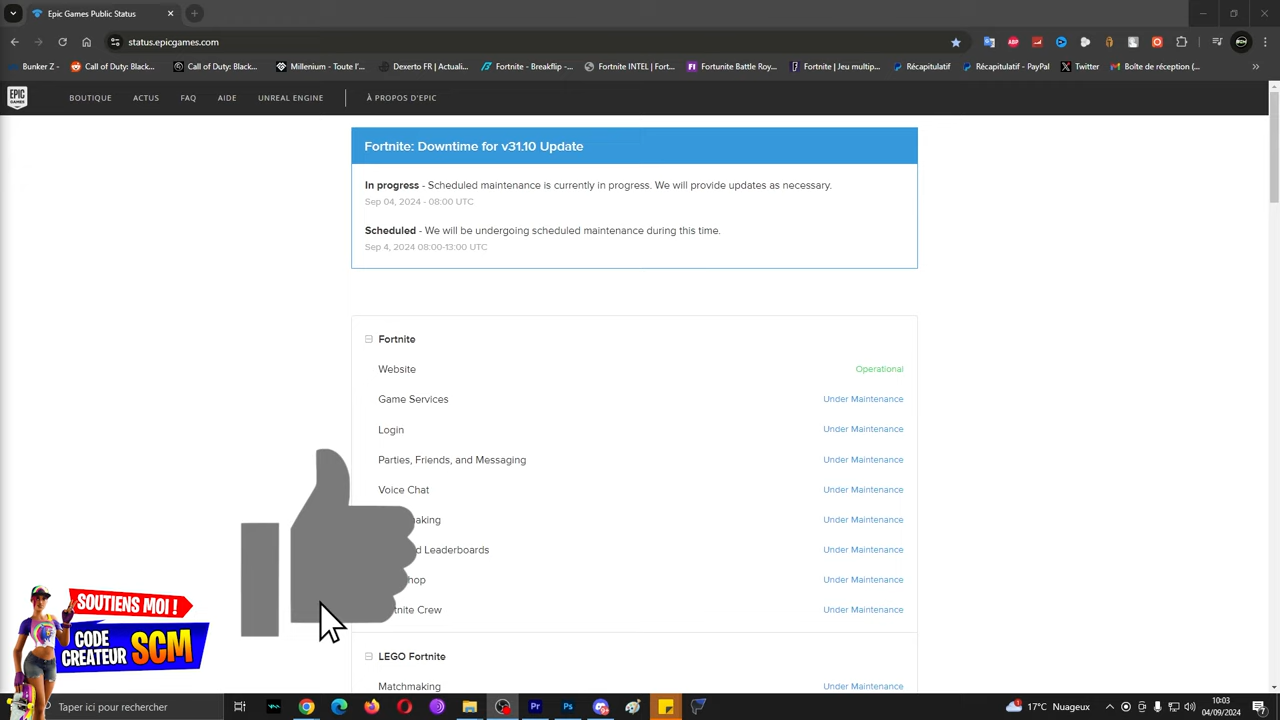 Epic Games Public Status
status.epicgames.com
Bunker Z -
Call of Duty: Black...
Call of Duty: Black...
Millenium - Toute l'...
Dexerto FR | Actuali...
Fortnite - Breakflip -...
Fortnite INTEL | Fort...
Fortunite Battle Roy...
Fortnite | Jeu multip...
Récapitulatif
Récapitulatif - PayPal
Twitter
Boîte de réception (...
EPIC GAMES
BOUTIQUE
ACTUS
FAQ
AIDE
UNREAL ENGINE
À PROPOS D'EPIC
Fortnite: Downtime for v31.10 Update
In progress - Scheduled maintenance is currently in progress. We will provide updates as necessary.
Sep 04, 2024 - 08:00 UTC
Scheduled - We will be undergoing scheduled maintenance during this time.
Sep 4, 2024 08:00-13:00 UTC
Fortnite
Website Operational
Game Services Under Maintenance
Login Under Maintenance
Parties, Friends, and Messaging Under Maintenance
Voice Chat Under Maintenance
Under Maintenance
Leaderboards Under Maintenance
Under Maintenance
Crew Under Maintenance
LEGO Fortnite
Matchmaking Under Maintenance
SOUTIENS MOI !
CODE
CREATEUR SCM
Taper ici pour rechercher
17°C Nuageux
10:03
04/09/2024